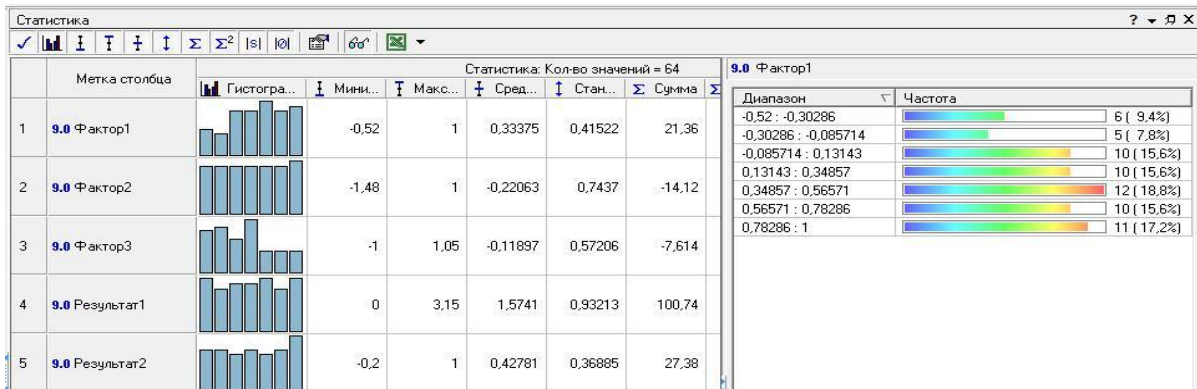 Статистика
? X
Σ Σ² |s| |0|
Метка столбца
Статистика: Кол-во значений = 64
Гистогра... Мини... Макс... Сред... Стан... Σ Сумма Σ
1 9.0 Фактор1 -0,52 1 0,33375 0,41522 21,36
2 9.0 Фактор2 -1,48 1 -0,22063 0,7437 -14,12
3 9.0 Фактор3 -1 1,05 -0,11897 0,57206 -7,614
4 9.0 Результат1 0 3,15 1,5741 0,93213 100,74
5 9.0 Результат2 -0,2 1 0,42781 0,36885 27,38
9.0 Фактор1
Диапазон Частота
-0,52 : -0,30286 6 ( 9,4%)
-0,30286 : -0,085714 5 ( 7,8%)
-0,085714 : 0,13143 10 (15,6%)
0,13143 : 0,34857 10 (15,6%)
0,34857 : 0,56571 12 (18,8%)
0,56571 : 0,78286 10 (15,6%)
0,78286 : 1 11 (17,2%)